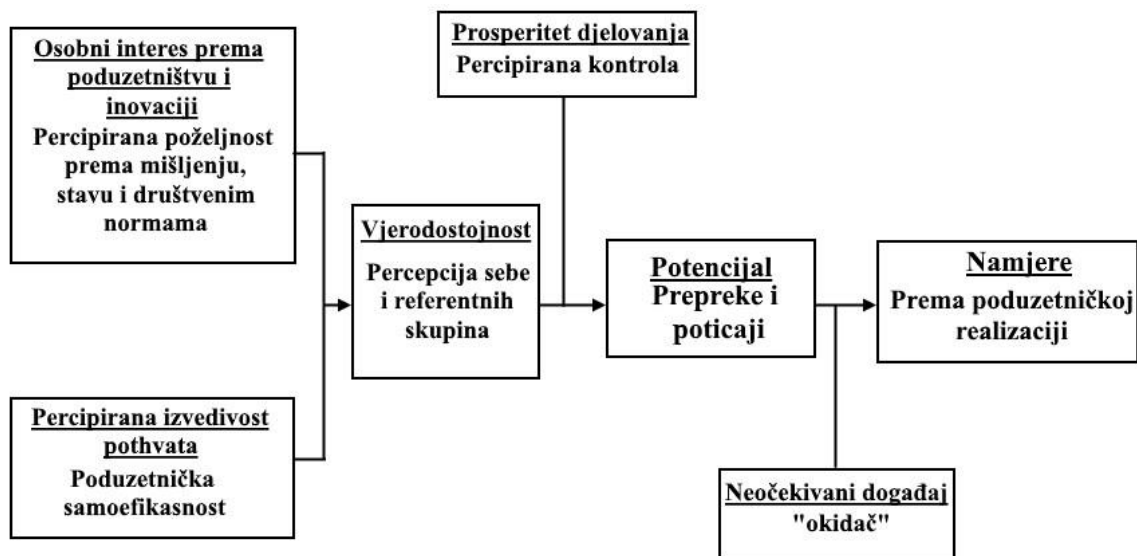 Osobni interes prema
poduzetništvu i
inovaciji
Percipirana poželjnost
prema mišljenju,
stavu i društvenim
normama
Percipirana izvedivost
pothvata
Poduzetnička
samoefikasnost
Vjerodostojnost
Percepcija sebe
i referentnih
skupina
Prosperitet djelovanja
Percipirana kontrola
Potencijal
Prepreke i
poticaji
Neočekivani događaj
"okidač"
Namjere
Prema poduzetničkoj
realizaciji